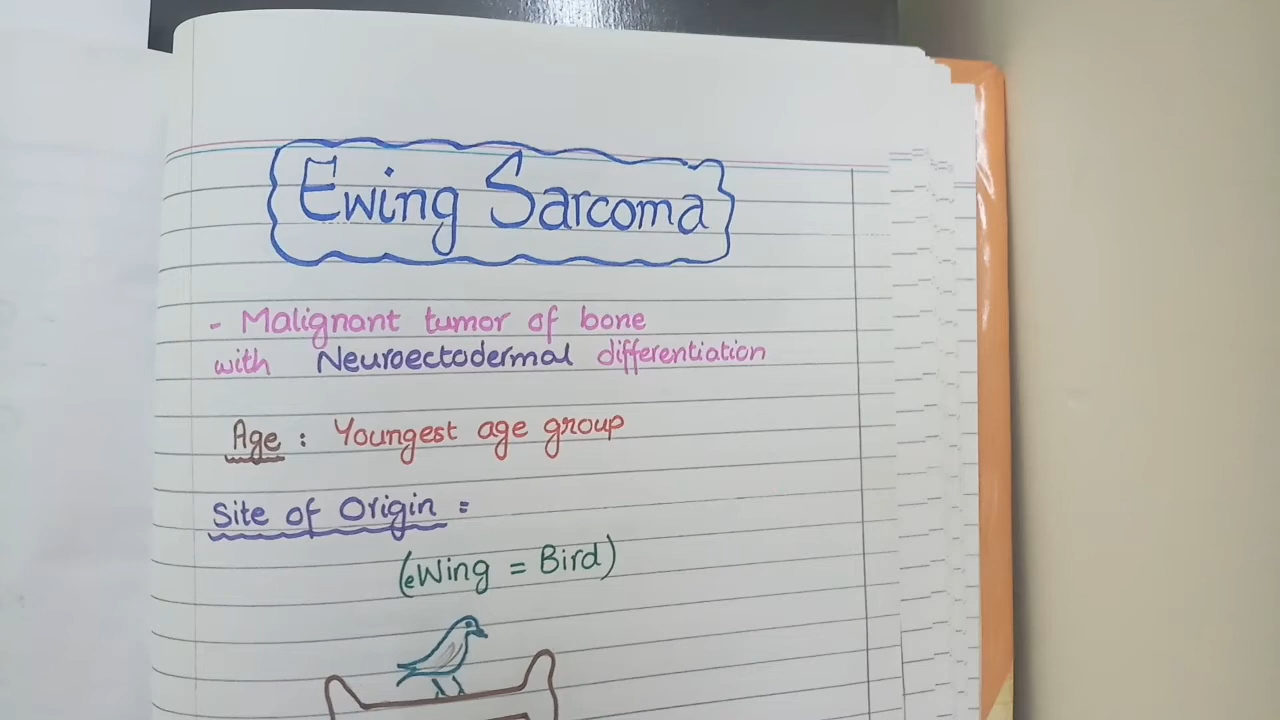 Ewing Sarcoma
- Malignant tumor of bone
with Neuroectodermal differentiation
Age : Youngest age group
Site of Origin :
(eWing = Bird)